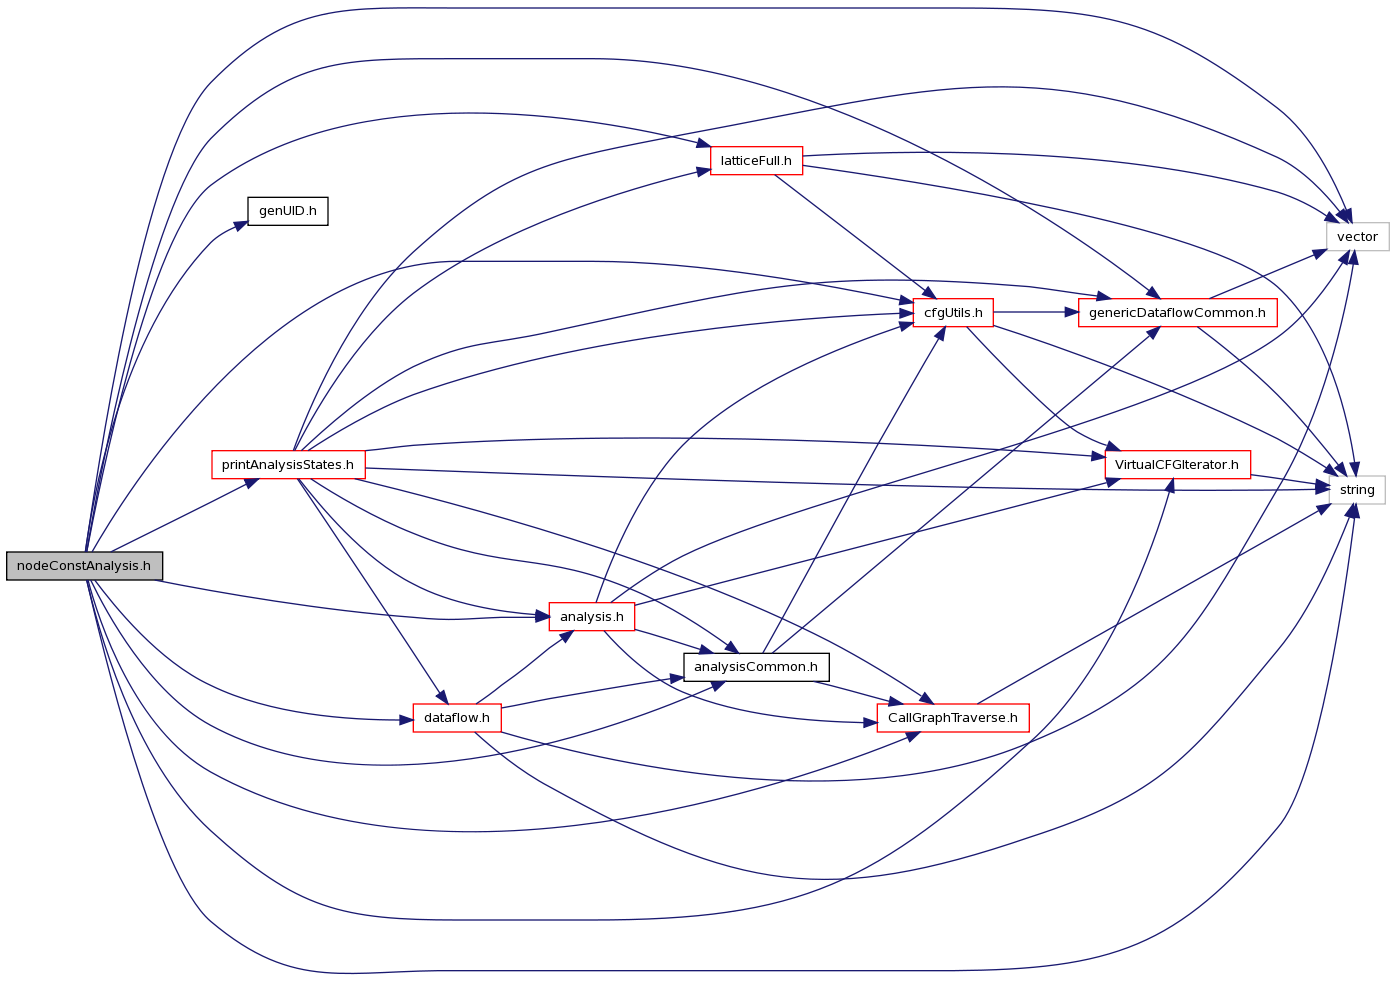 latticeFull.h
genUID.h
vector
cfgUtils.h
genericDataflowCommon.h
printAnalysisStates.h
VirtualCFGIterator.h
string
nodeConstAnalysis.h
analysis.h
analysisCommon.h
dataflow.h
CallGraphTraverse.h